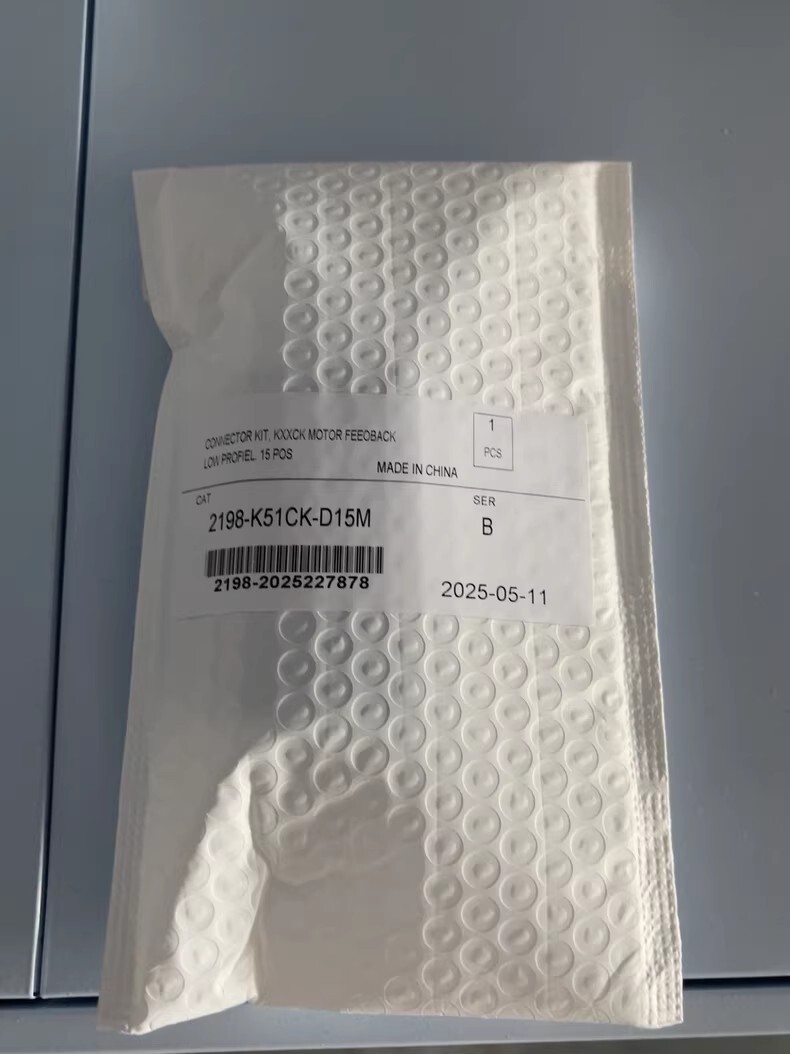 CONNECTOR KIT, KXXCK MOTOR FEEOBACK
LOW PROFIEL. 15 POS
1
PCS
MADE IN CHINA
CAT
SER
2198-K51CK-D15M
B
2198-2025227878
2025-05-11